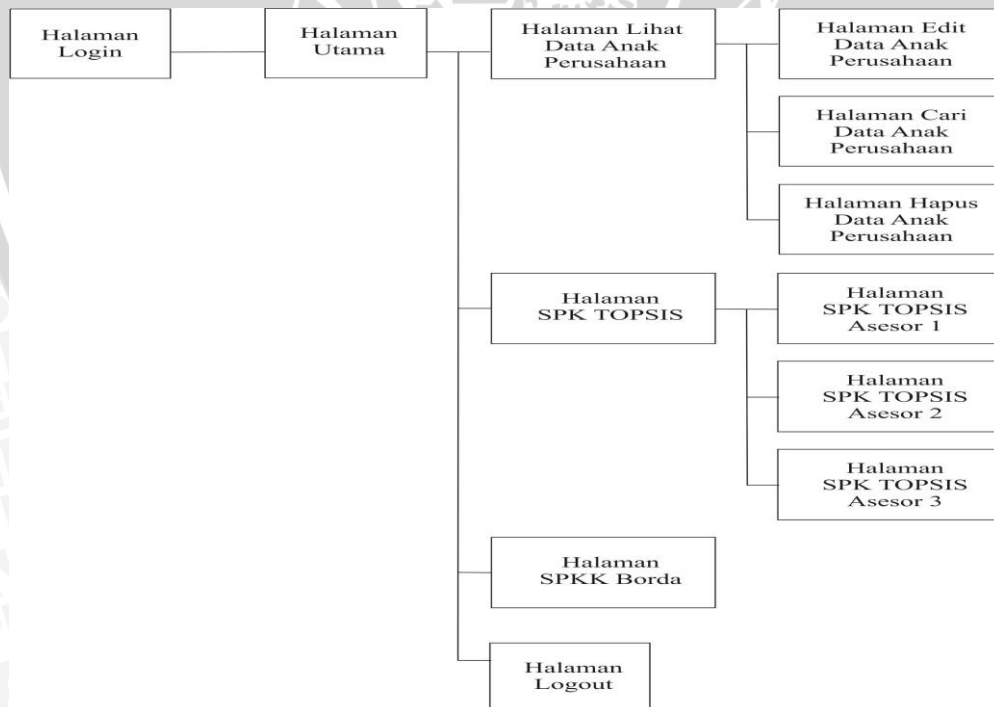 Halaman
Login
Halaman
Utama
Halaman Lihat
Data Anak
Perusahaan
Halaman Edit
Data Anak
Perusahaan
Halaman Cari
Data Anak
Perusahaan
Halaman Hapus
Data Anak
Perusahaan
Halaman
SPK TOPSIS
Halaman
SPK TOPSIS
Asesor 1
Halaman
SPK TOPSIS
Asesor 2
Halaman
SPK TOPSIS
Asesor 3
Halaman
SPKK Borda
Halaman
Logout